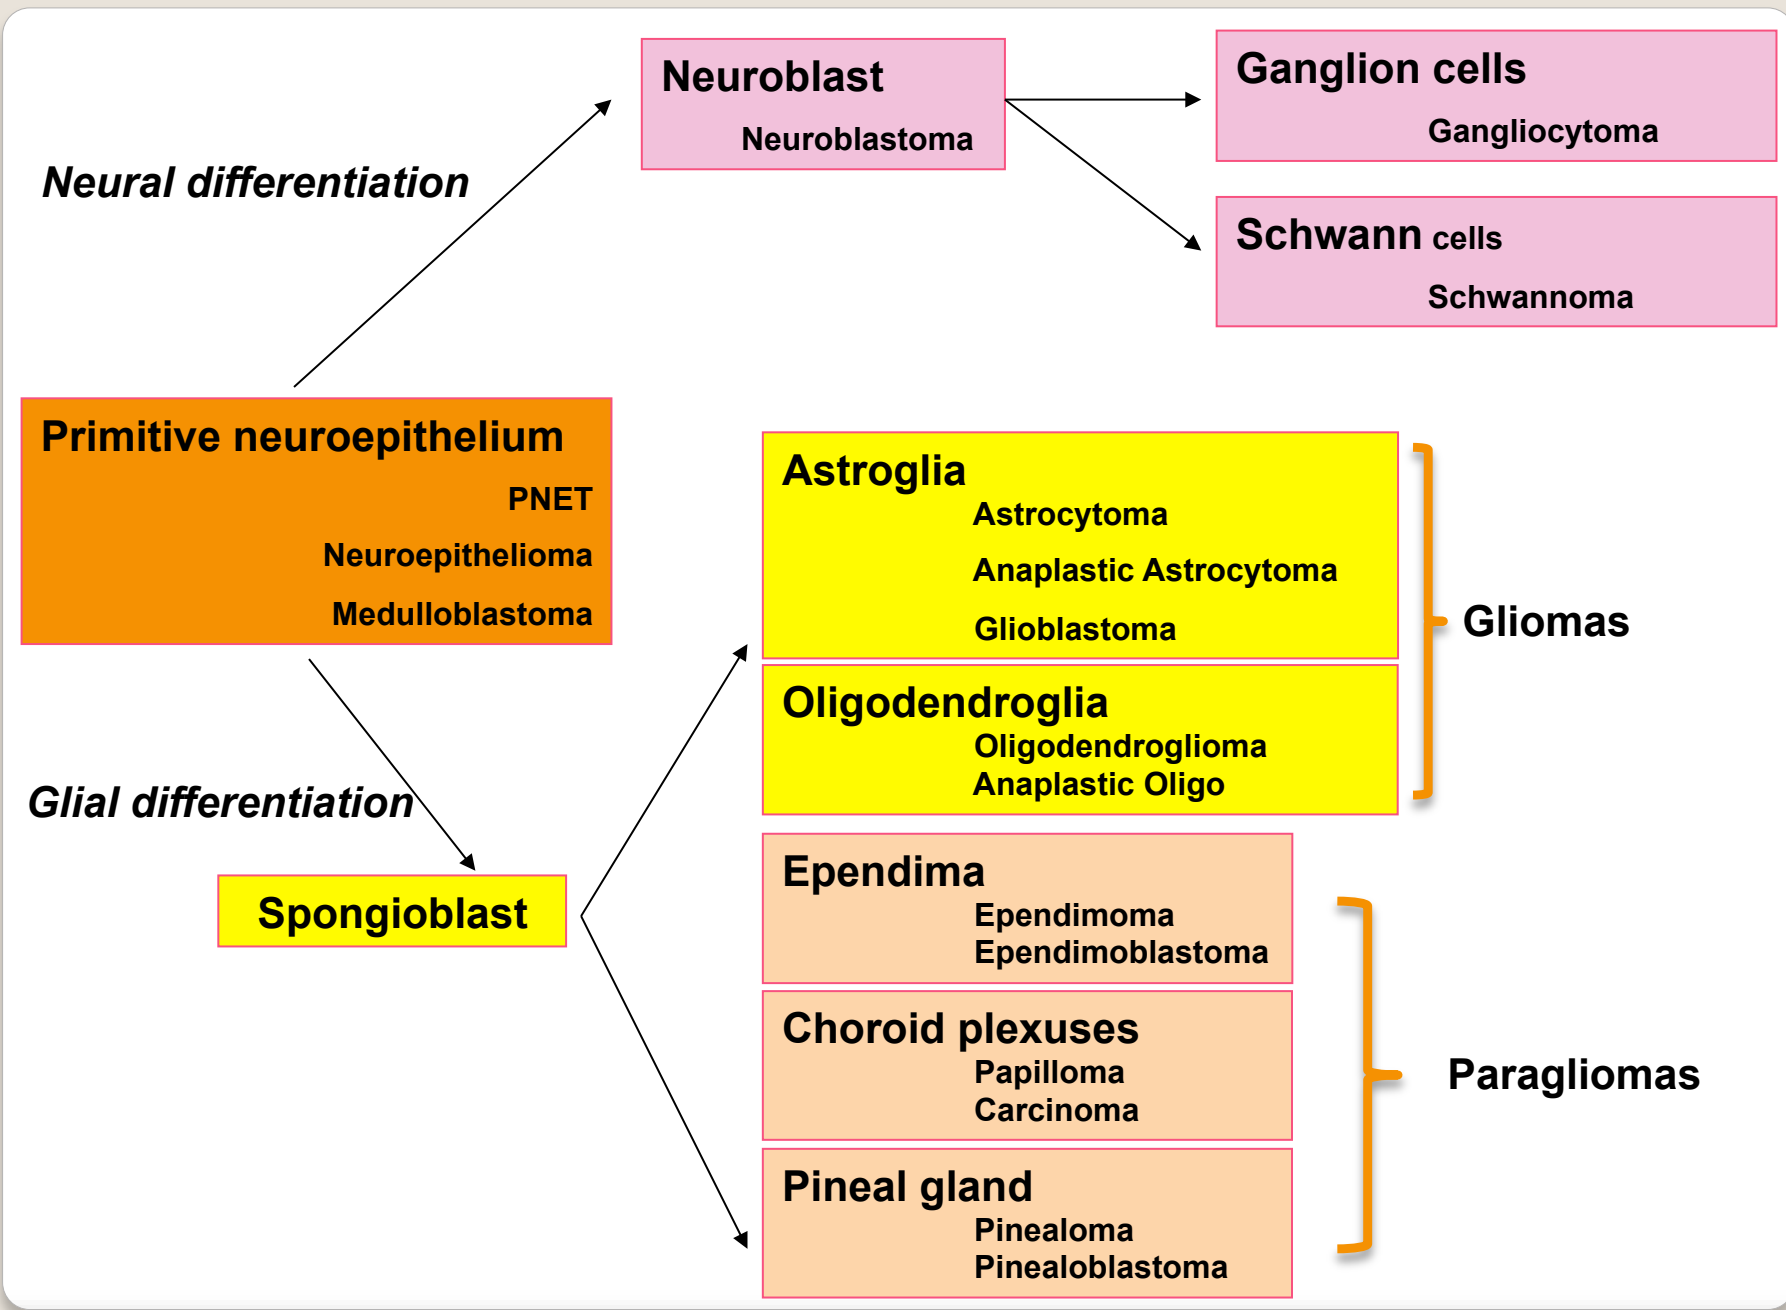 Neuroblast
Neuroblastoma
Ganglion cells
Gangliocytoma
Schwann cells
Schwannoma
Neural differentiation
Primitive neuroepithelium
PNET
Neuroepithelioma
Medulloblastoma
Glial differentiation
Spongioblast
Astroglia
Astrocytoma
Anaplastic Astrocytoma
Glioblastoma
Oligodendroglia
Oligodendroglioma
Anaplastic Oligo
Gliomas
Ependima
Ependimoma
Ependimoblastoma
Choroid plexuses
Papilloma
Carcinoma
Pineal gland
Pinealoma
Pinealoblastoma
Paragliomas